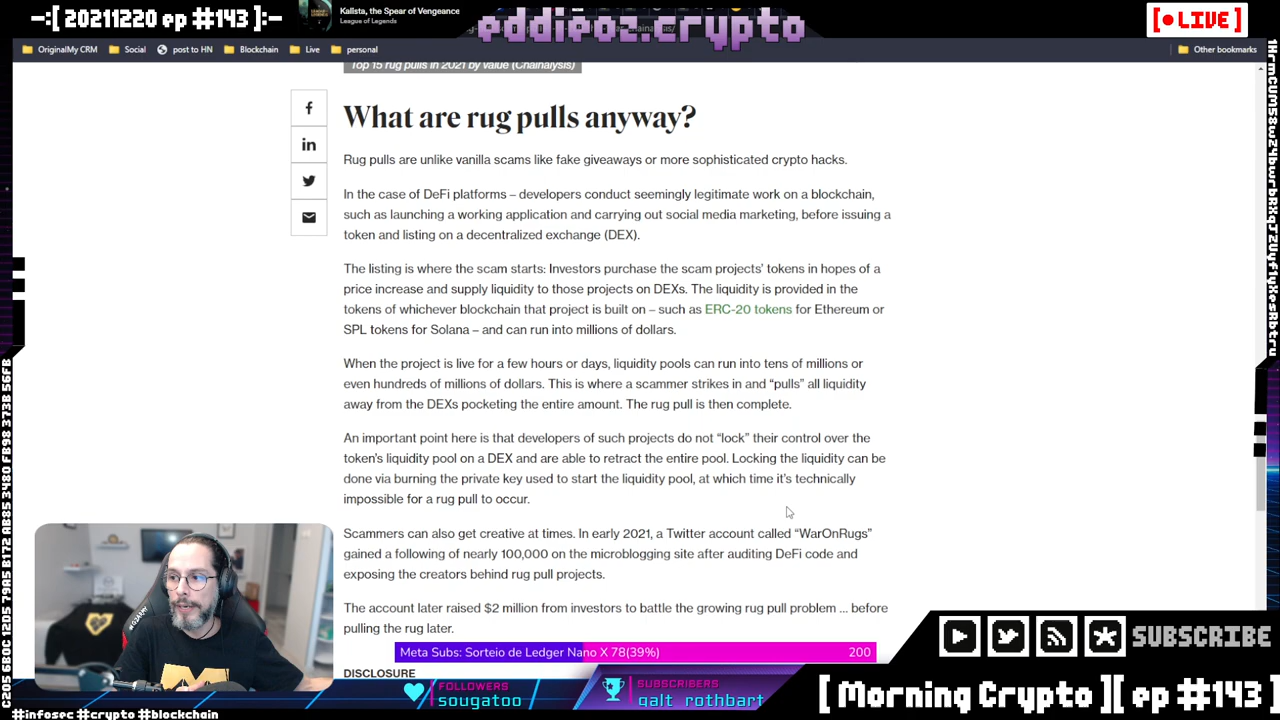 -:[ 20211220 ep #143 ]:-
Kalista, the Spear of Vengeance
League of Legends
eddieoz.crypto
[ LIVE ]
OriginalMy CRM
Social
post to HN
Blockchain
Live
personal
Other bookmarks
Top 15 rug pulls in 2021 by value (Chainalysis)
What are rug pulls anyway?
Rug pulls are unlike vanilla scams like fake giveaways or more sophisticated crypto hacks.
In the case of DeFi platforms – developers conduct seemingly legitimate work on a blockchain,
such as launching a working application and carrying out social media marketing, before issuing a
token and listing on a decentralized exchange (DEX).
The listing is where the scam starts: Investors purchase the scam projects’ tokens in hopes of a
price increase and supply liquidity to those projects on DEXs. The liquidity is provided in the
tokens of whichever blockchain that project is built on – such as ERC-20 tokens for Ethereum or
SPL tokens for Solana – and can run into millions of dollars.
When the project is live for a few hours or days, liquidity pools can run into tens of millions or
even hundreds of millions of dollars. This is where a scammer strikes in and “pulls” all liquidity
away from the DEXs pocketing the entire amount. The rug pull is then complete.
An important point here is that developers of such projects do not “lock” their control over the
token’s liquidity pool on a DEX and are able to retract the entire pool. Locking the liquidity can be
done via burning the private key used to start the liquidity pool, at which time it’s technically
impossible for a rug pull to occur.
Scammers can also get creative at times. In early 2021, a Twitter account called “WarOnRugs”
gained a following of nearly 100,000 on the microblogging site after auditing DeFi code and
exposing the creators behind rug pull projects.
The account later raised $2 million from investors to battle the growing rug pull problem … before
pulling the rug later.
DISCLOSURE
Meta Subs: Sorteio de Ledger Nano X 78(39%)
200
SUBSCRIBE
FOLLOWERS
sougatoo
SUBSCRIBERS
galt_rothbart
[ Morning Crypto ][ ep #143 ]
#infosec #crypto #blockchain
C505 6B0C 12D5 79A5 B172 AB85 3480 FB98 373B 56FB